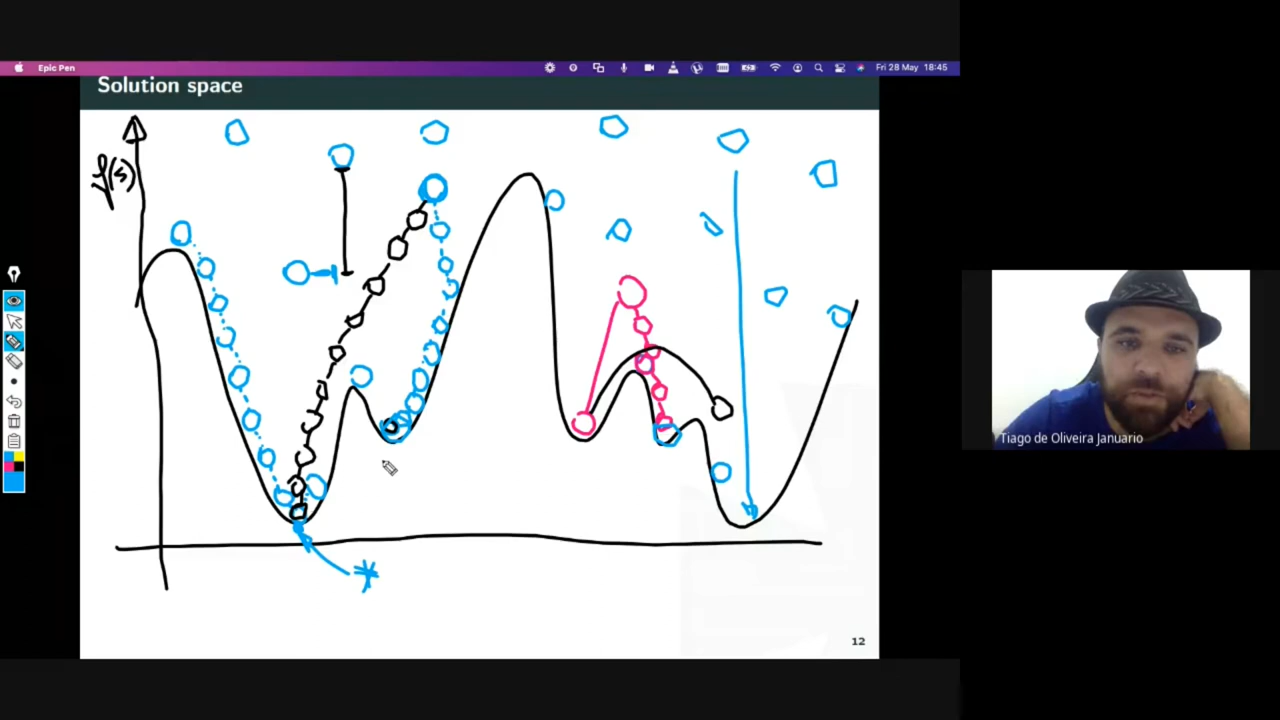 Epic Pen
Fri 28 May 18:45
Solution space
f(s)
*
Tiago de Oliveira Januario
12